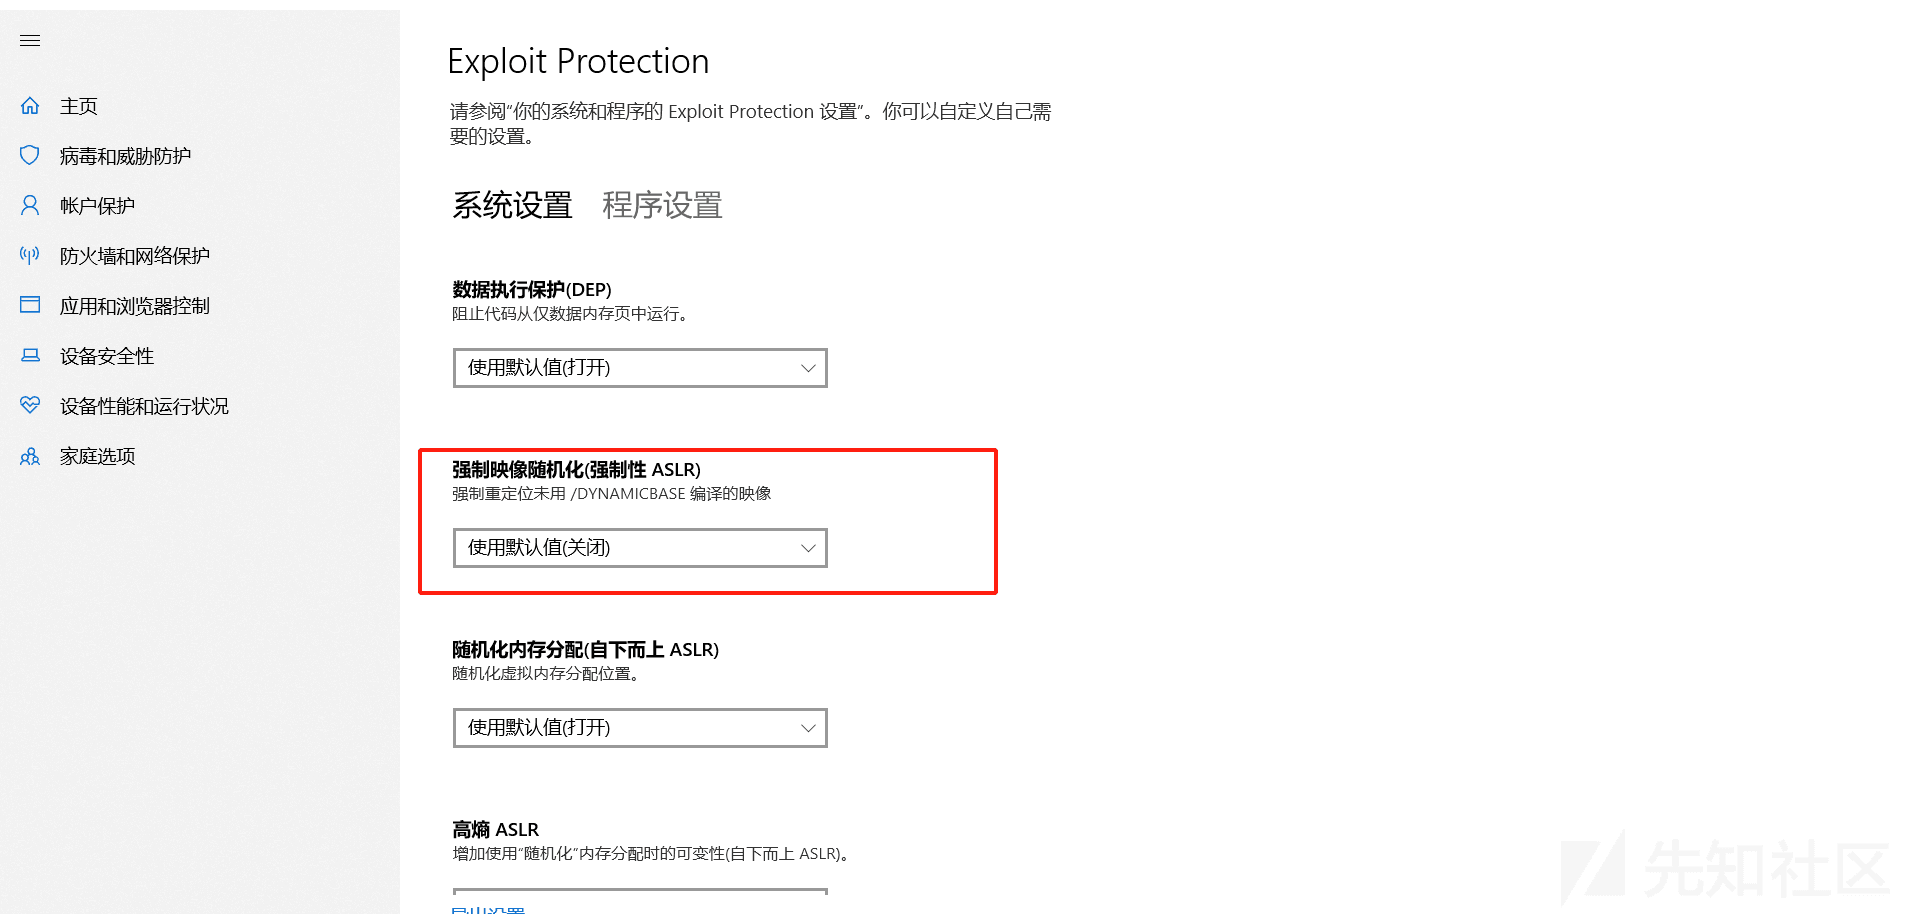 主页
病毒和威胁防护
帐户保护
防火墙和网络保护
应用和浏览器控制
设备安全性
设备性能和运行状况
家庭选项
Exploit Protection
请参阅“你的系统和程序的 Exploit Protection 设置”。你可以自定义自己需
要的设置。
系统设置 程序设置
数据执行保护(DEP)
阻止代码从仅数据内存页中运行。
使用默认值(打开)
强制映像随机化(强制性 ASLR)
强制重定位未用 /DYNAMICBASE 编译的映像
使用默认值(关闭)
随机化内存分配(自下而上 ASLR)
随机化虚拟内存分配位置。
使用默认值(打开)
高熵 ASLR
增加使用“随机化”内存分配时的可变性(自下而上 ASLR)。
导出设置
先知社区